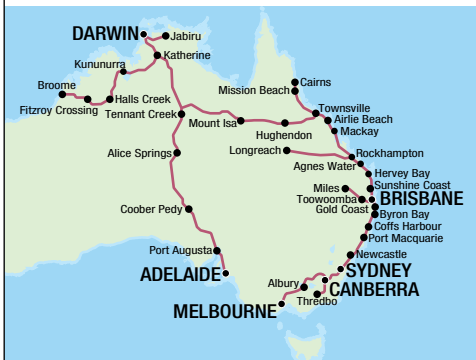 DARWIN
Jabiru
Katherine
Kununurra
Broome
Halls Creek
Fitzroy Crossing
Tennant Creek
Cairns
Mission Beach
Townsville
Airlie Beach
Mount Isa
Mackay
Hughendon
Longreach
Rockhampton
Alice Springs
Agnes Water
Hervey Bay
Miles
Sunshine Coast
Toowoomba
BRISBANE
Gold Coast
Byron Bay
Coober Pedy
Coffs Harbour
Port Macquarie
Port Augusta
Newcastle
ADELAIDE
SYDNEY
Albury
CANBERRA
Thredbo
MELBOURNE